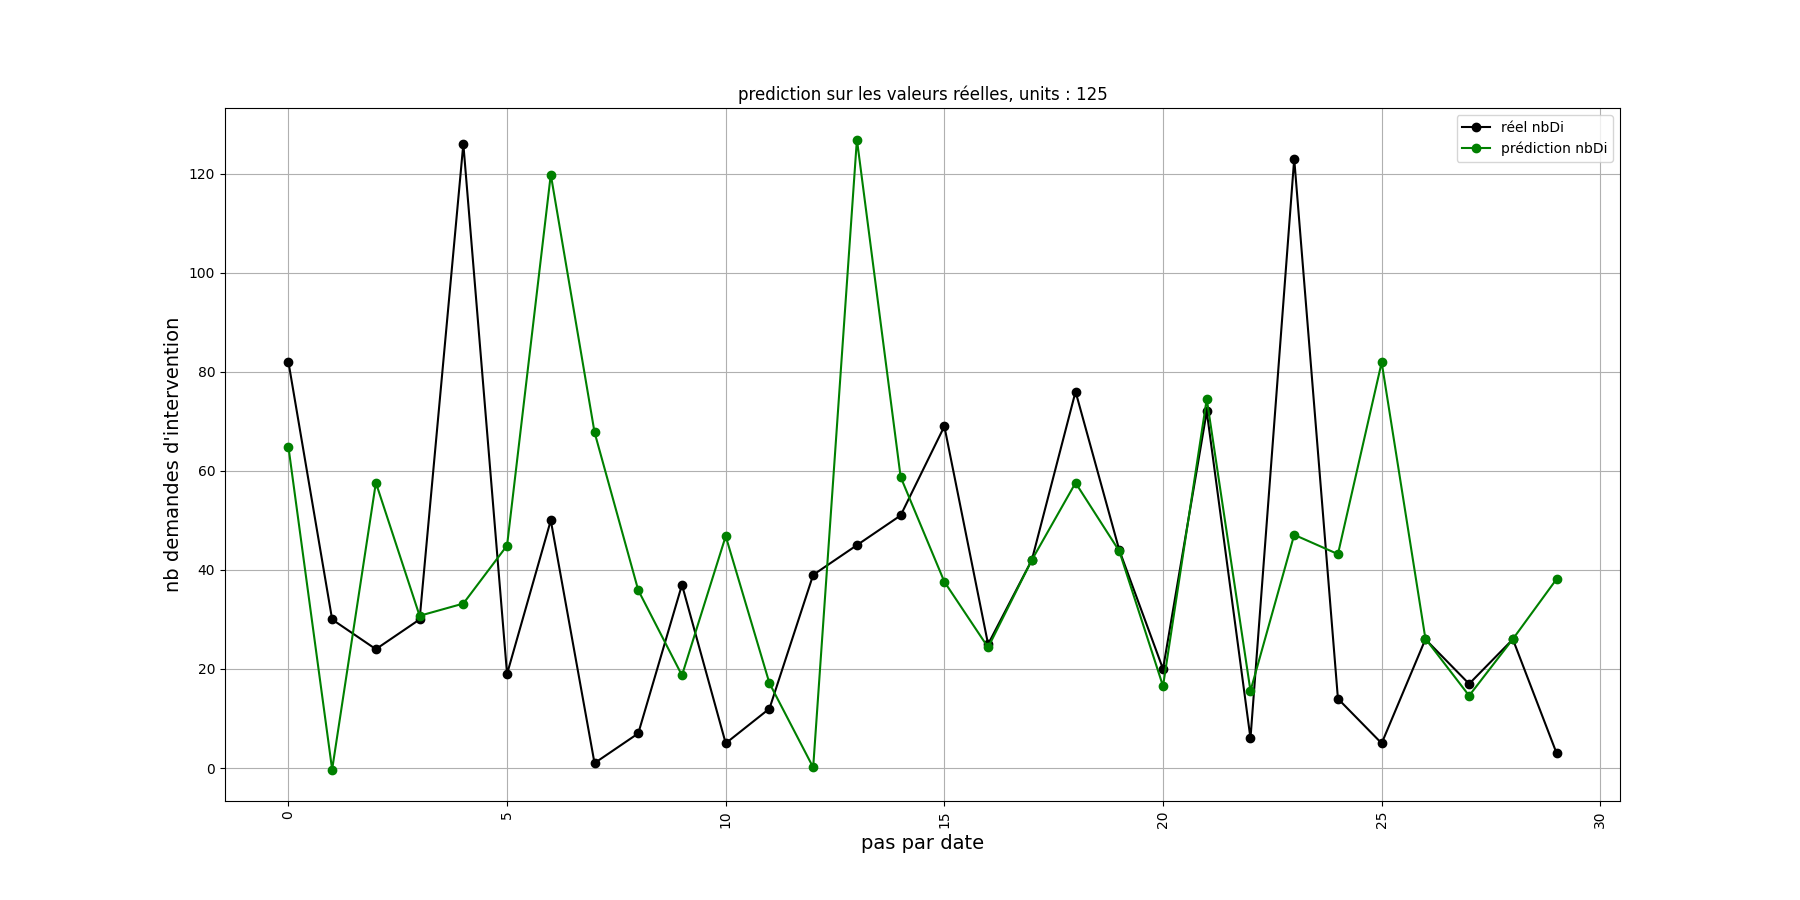 prediction sur les valeurs réelles, units : 125
réel nbDi
prédiction nbDi
nb demandes d'intervention
120
100
80
60
40
20
0
0
5
10
15
20
25
30
pas par date